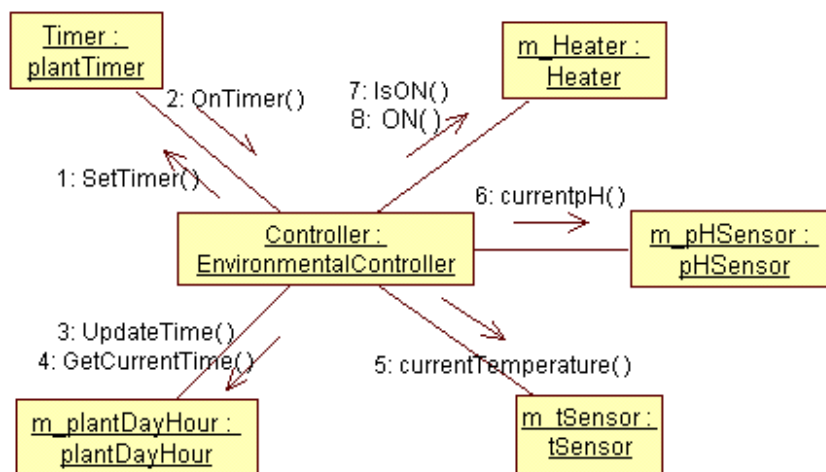 Timer :
plantTimer
m_Heater :
Heater
2: OnTimer()
7: IsON()
8: ON()
1: SetTimer()
6: currentpH()
Controller :
EnvironmentalController
m_pHSensor :
pHSensor
3: UpdateTime()
4: GetCurrentTime()
5: currentTemperature()
m_plantDayHour :
plantDayHour
m_tSensor :
tSensor